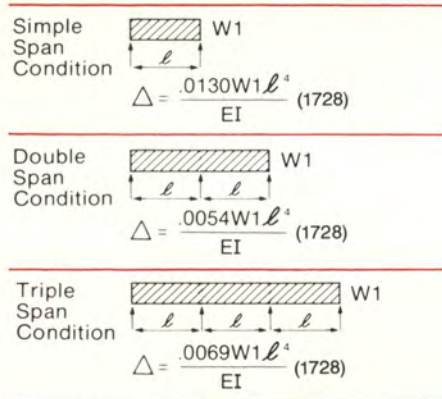 Simple
Span
Condition
W1
ℓ
Δ = .0130W1ℓ⁴ / EI (1728)
Double
Span
Condition
W1
ℓ ℓ
Δ = .0054W1ℓ⁴ / EI (1728)
Triple
Span
Condition
W1
ℓ ℓ ℓ
Δ = .0069W1ℓ⁴ / EI (1728)